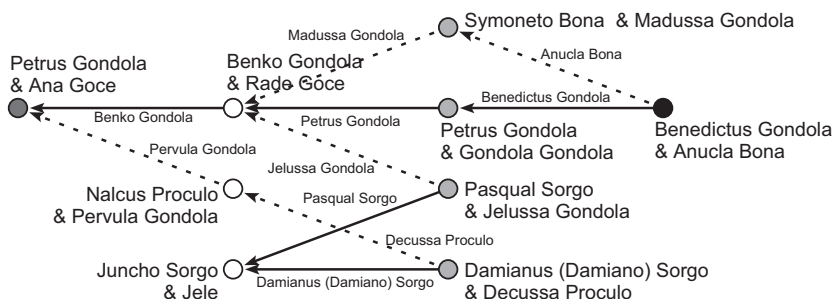 Symoneto Bona & Madussa Gondola
Madussa Gondola
Anucla Bona
Petrus Gondola
& Ana Goce
Benko Gondola
& Rade Goce
Benko Gondola
Petrus Gondola
Benedictus Gondola
Petrus Gondola
& Gondola Gondola
Benedictus Gondola
& Anucla Bona
Pervula Gondola
Jelussa Gondola
Nalcus Proculo
& Pervula Gondola
Pasqual Sorgo
Pasqual Sorgo
& Jelussa Gondola
Decussa Proculo
Juncho Sorgo
& Jele
Damianus (Damiano) Sorgo
Damianus (Damiano) Sorgo
& Decussa Proculo